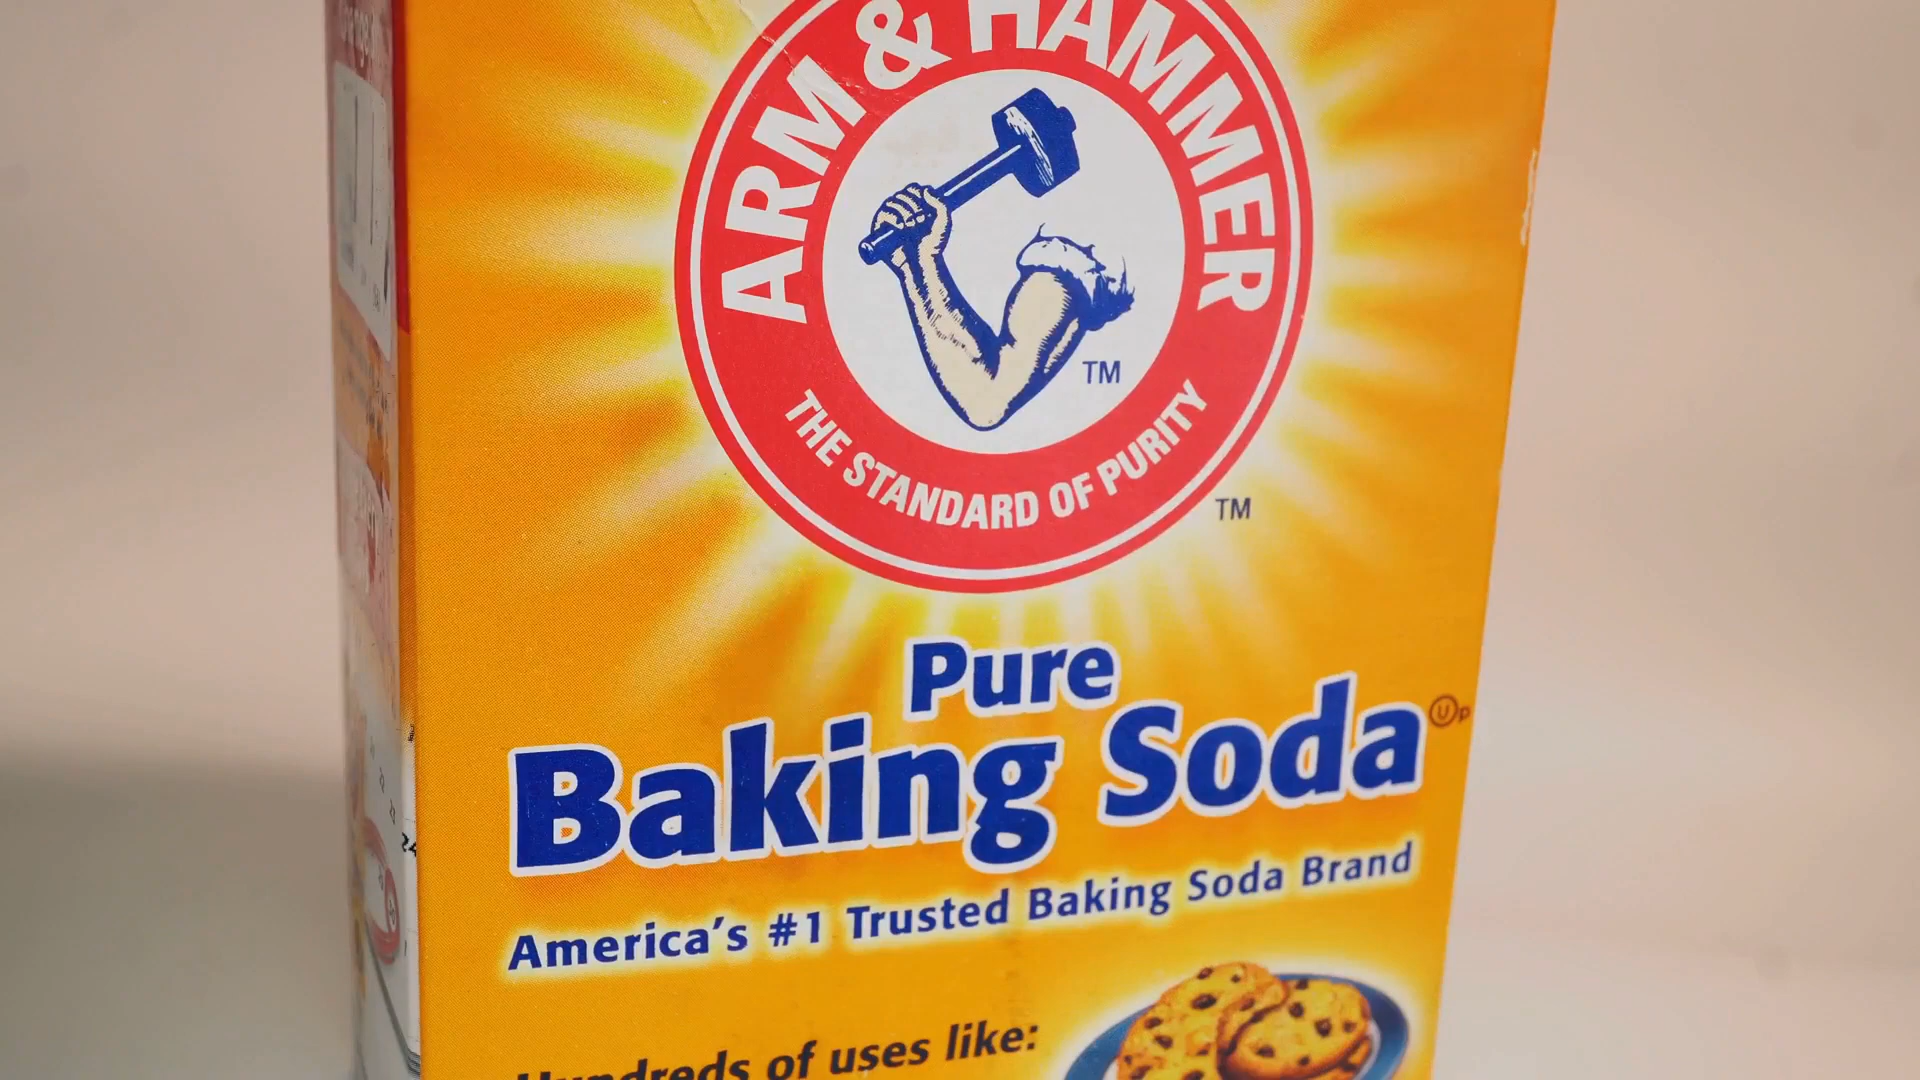 ARM & HAMMER
TM
THE STANDARD OF PURITY
TM
Pure
Baking Soda
America's #1 Trusted Baking Soda Brand
Hundreds of uses like: